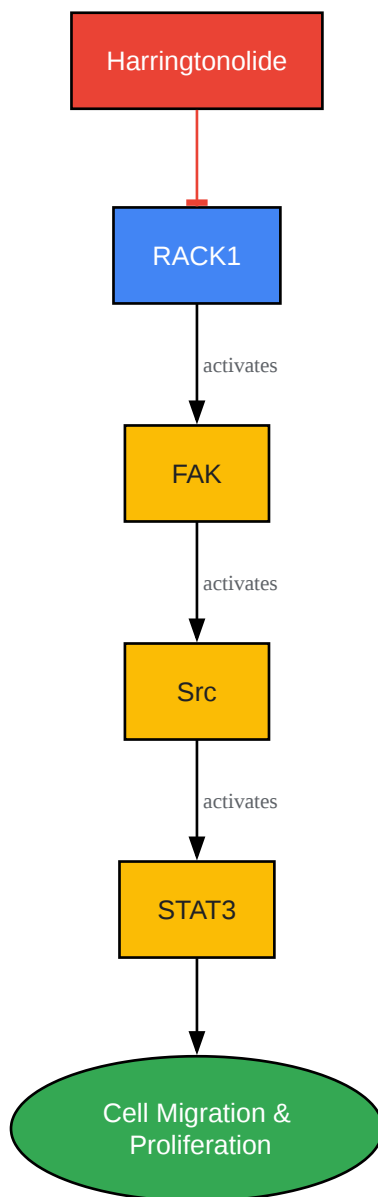 Harringtonolide
RACK1
activates
FAK
activates
Src
activates
STAT3
Cell Migration &
Proliferation